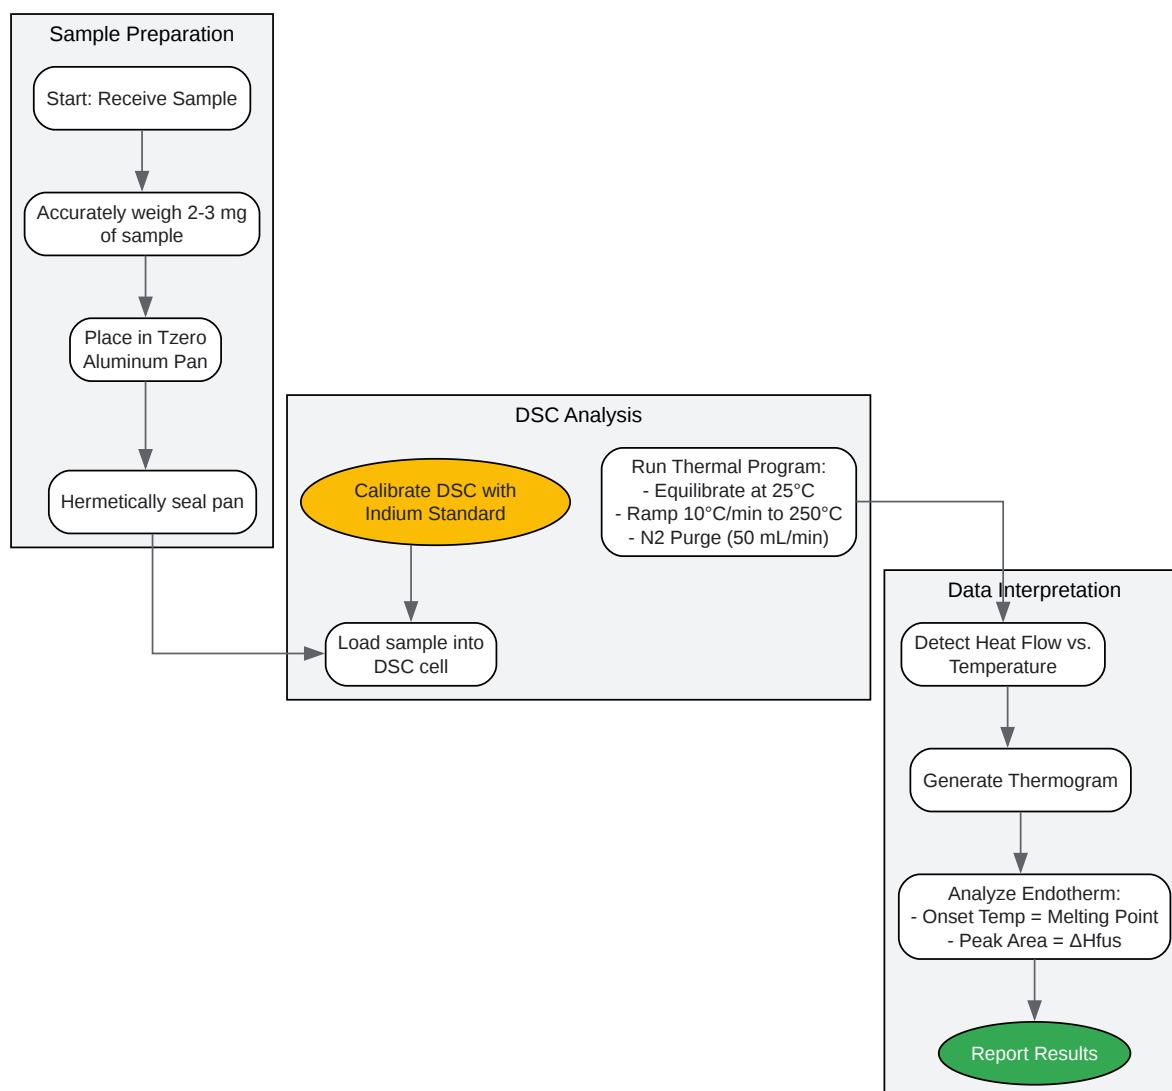 Sample Preparation
Start: Receive Sample
Accurately weigh 2-3 mg
of sample
Place in Tzero
Aluminum Pan
Hermetically seal pan
DSC Analysis
Calibrate DSC with
Indium Standard
Load sample into
DSC cell
Run Thermal Program:
- Equilibrate at 25°C
- Ramp 10°C/min to 250°C
- N2 Purge (50 mL/min)
Data Interpretation
Detect Heat Flow vs.
Temperature
Generate Thermogram
Analyze Endotherm:
- Onset Temp = Melting Point
- Peak Area = ΔHfus
Report Results